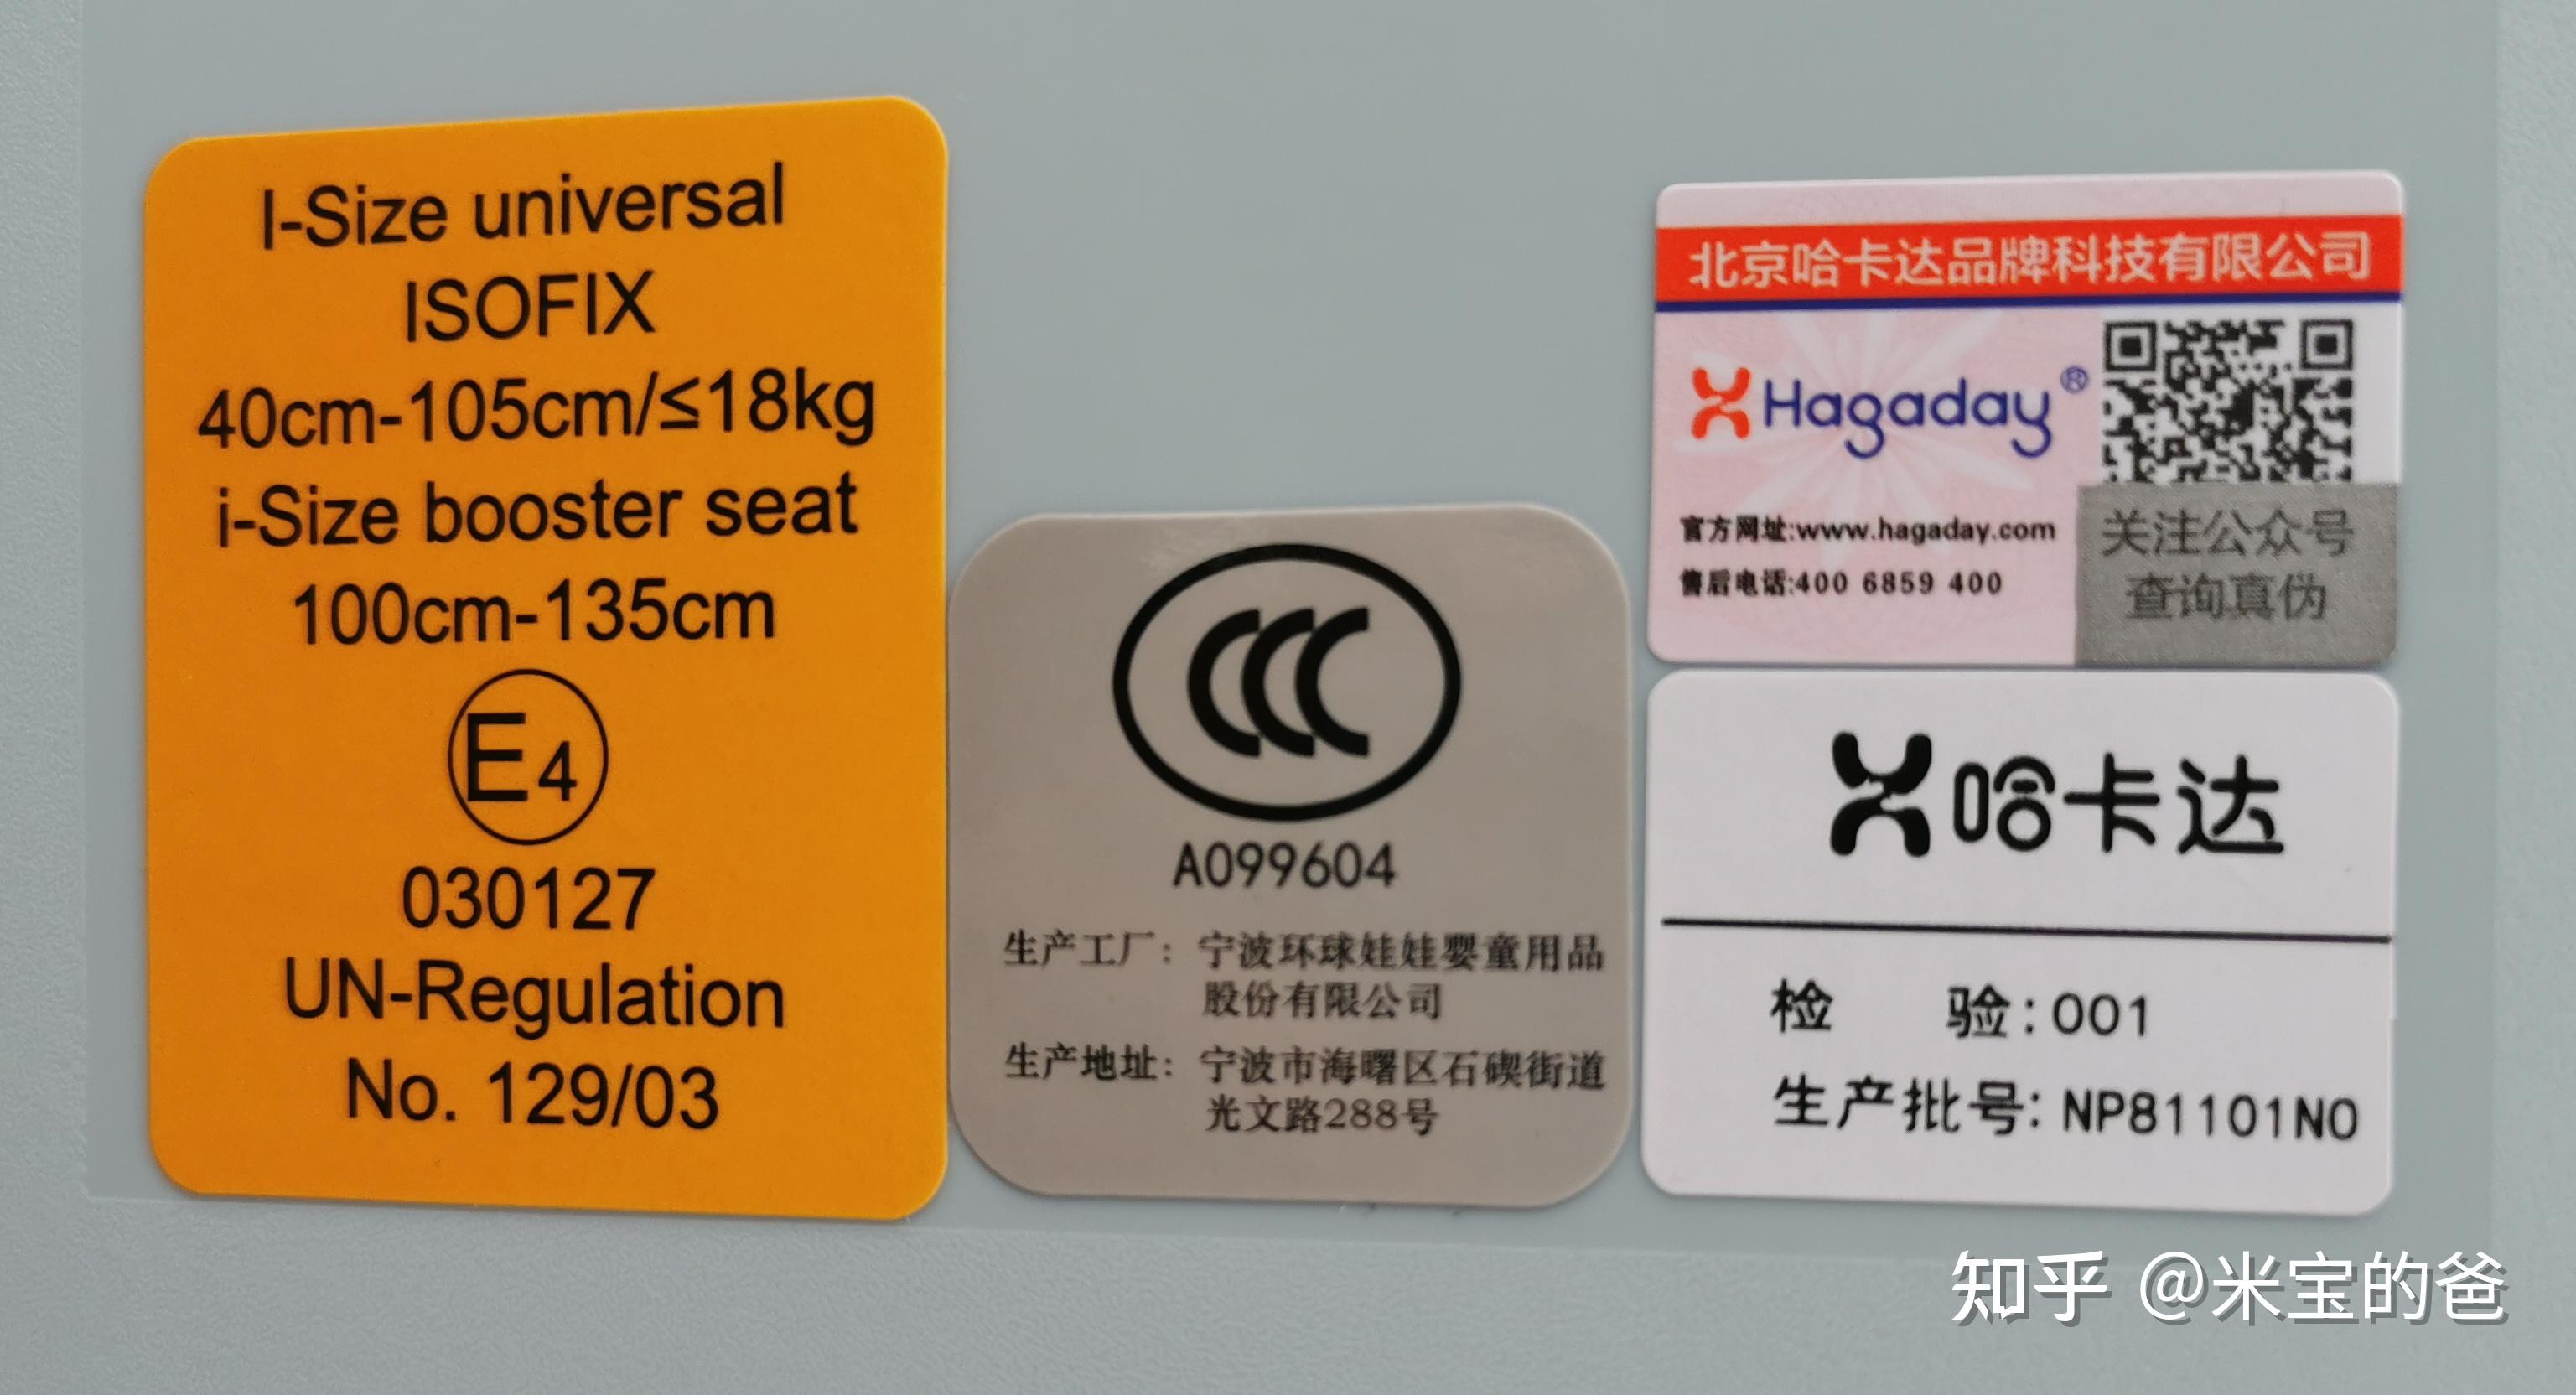 I-Size universal
ISOFIX
40cm-105cm/≤18kg
i-Size booster seat
100cm-135cm
E4
030127
UN-Regulation
No. 129/03
CCC
A099604
生产工厂：宁波环球娃娃婴童用品
股份有限公司
生产地址：宁波市海曙区石碶街道
光文路288号
北京哈卡达品牌科技有限公司
Hagaday®
官方网址:www.hagaday.com
售后电话:400 6859 400
关注公众号
查询真伪
哈卡达
检 验:001
生产批号:NP81101N0
知乎 @米宝的爸